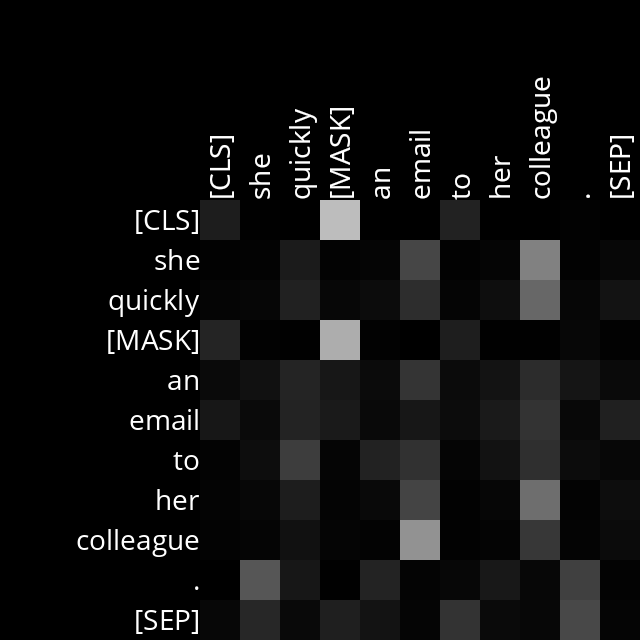 [CLS] she quickly [MASK] an email to her colleague . [SEP]
[CLS]
she
quickly
[MASK]
an
email
to
her
colleague
.
[SEP]